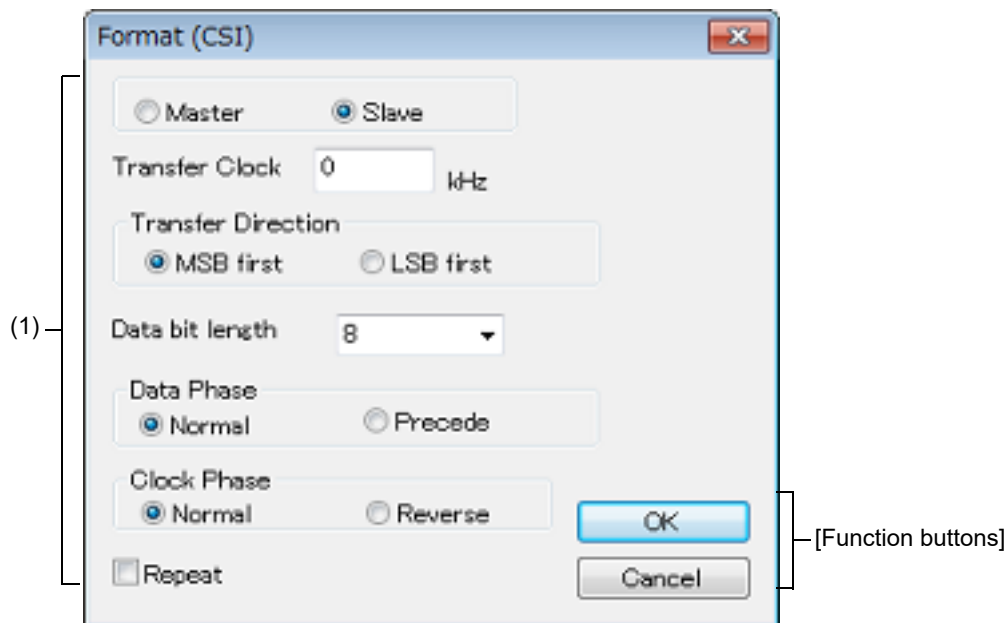 Format (CSI)
Master Slave
Transfer Clock 0 kHz
Transfer Direction
MSB first LSB first
(1)
Data bit length 8
Data Phase
Normal Precede
Clock Phase
Normal Reverse
OK
[Function buttons]
Repeat
Cancel